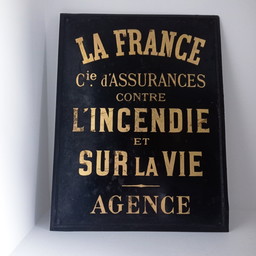 LA FRANCE
Cie. d'ASSURANCES
CONTRE
L'INCENDIE
ET
SUR LA VIE
AGENCE